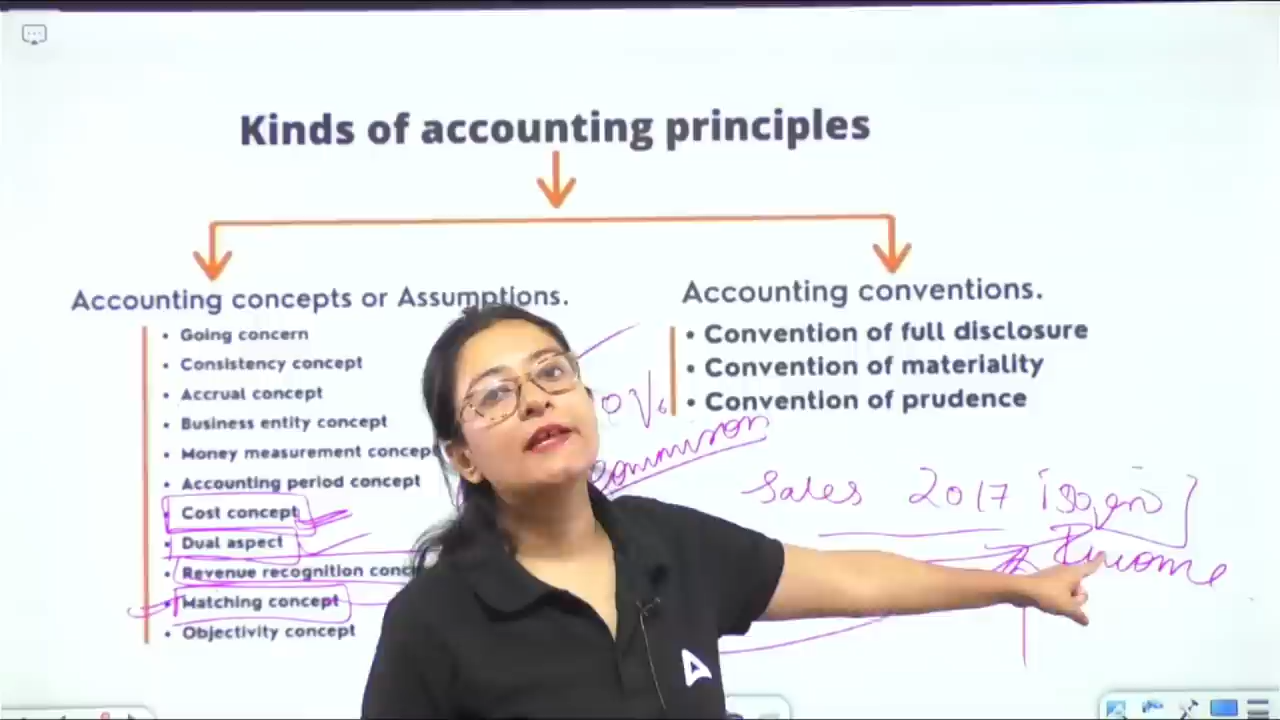 Kinds of accounting principles
Accounting concepts or Assumptions.
• Going concern
• Consistency concept
• Accrual concept
• Business entity concept
• Money measurement concep
• Accounting period concept
• Cost concept
• Dual aspect
• Revenue recognition conc
• Matching concept
• Objectivity concept
Accounting conventions.
• Convention of full disclosure
• Convention of materiality
• Convention of prudence
0%
Sales 2017